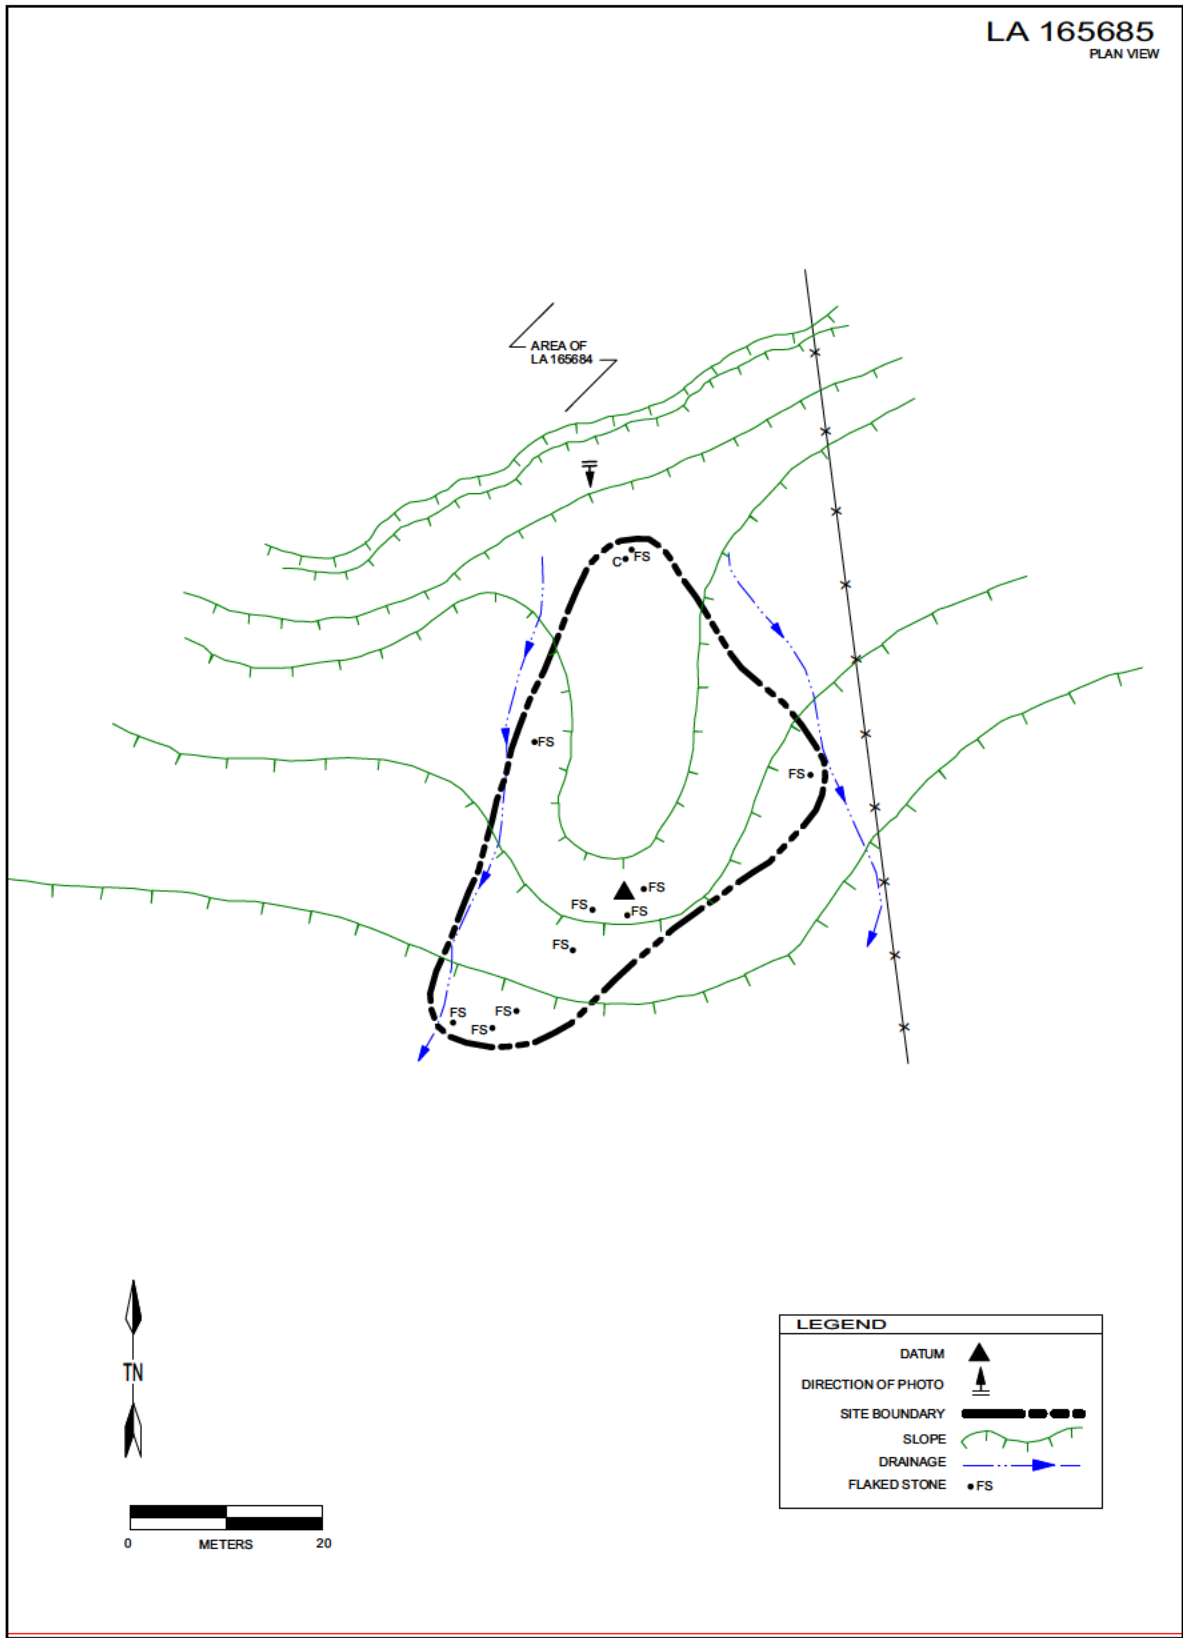 LA 165685
PLAN VIEW
AREA OF
LA 165684
FS
C
FS
FS
FS
FS
FS
FS
FS
FS
FS
TN
0 METERS 20
LEGEND
DATUM
DIRECTION OF PHOTO
SITE BOUNDARY
SLOPE
DRAINAGE
FLAKED STONE FS